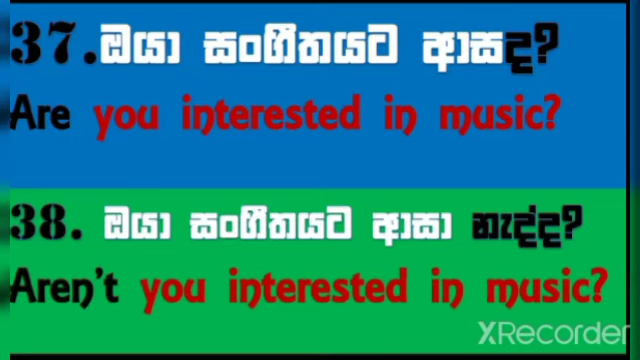 37.ඔයා සංගීතයට ආසද?
Are you interested in music?
38. ඔයා සංගීතයට ආසා නැද්ද?
Aren't you interested in music?
XRecorder